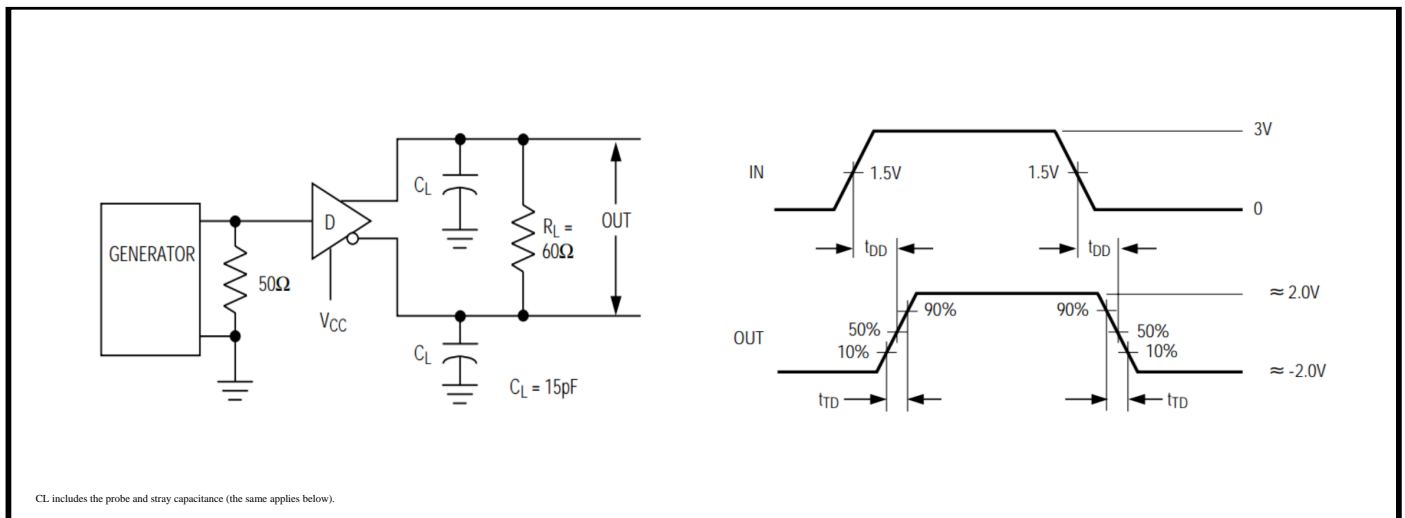 GENERATOR
50Ω
D
VCC
CL
CL
RL =
60Ω
OUT
CL = 15pF
IN
1.5V
1.5V
3V
0
tDD
tDD
OUT
90%
50%
10%
90%
50%
10%
≈ 2.0V
≈ -2.0V
tTD
tTD
CL includes the probe and stray capacitance (the same applies below).